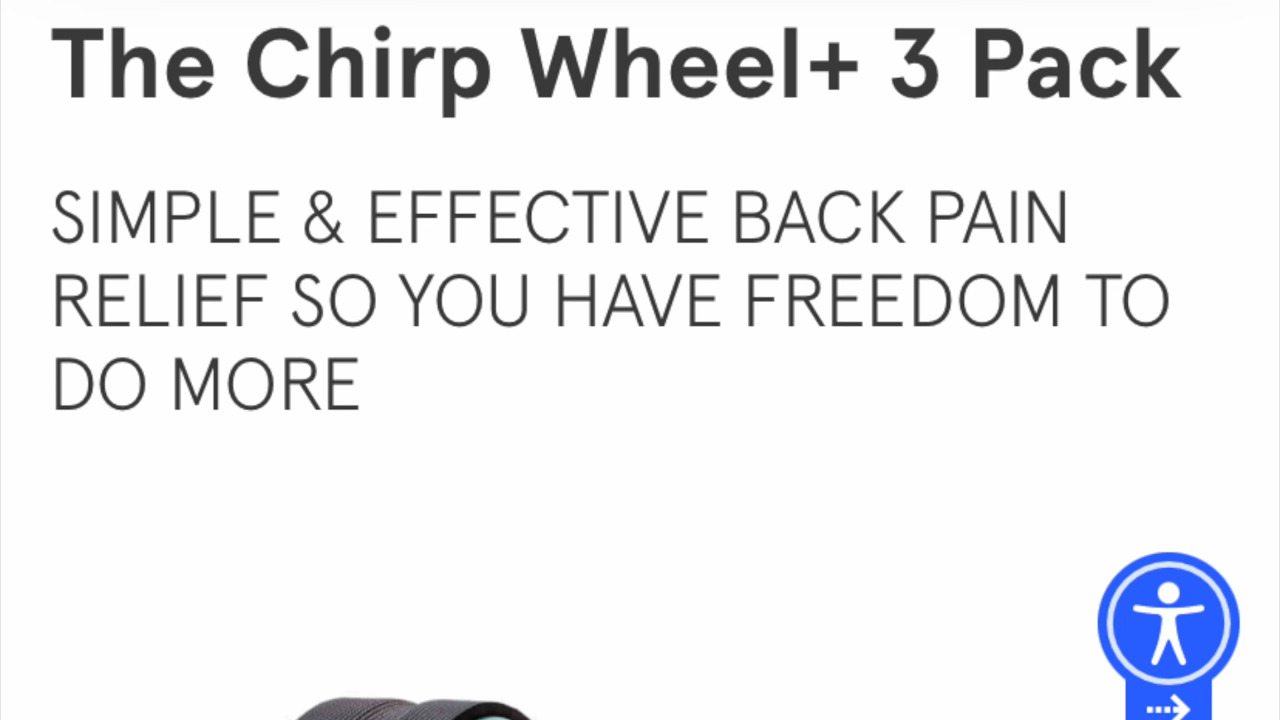 The Chirp Wheel+ 3 Pack
SIMPLE & EFFECTIVE BACK PAIN
RELIEF SO YOU HAVE FREEDOM TO
DO MORE